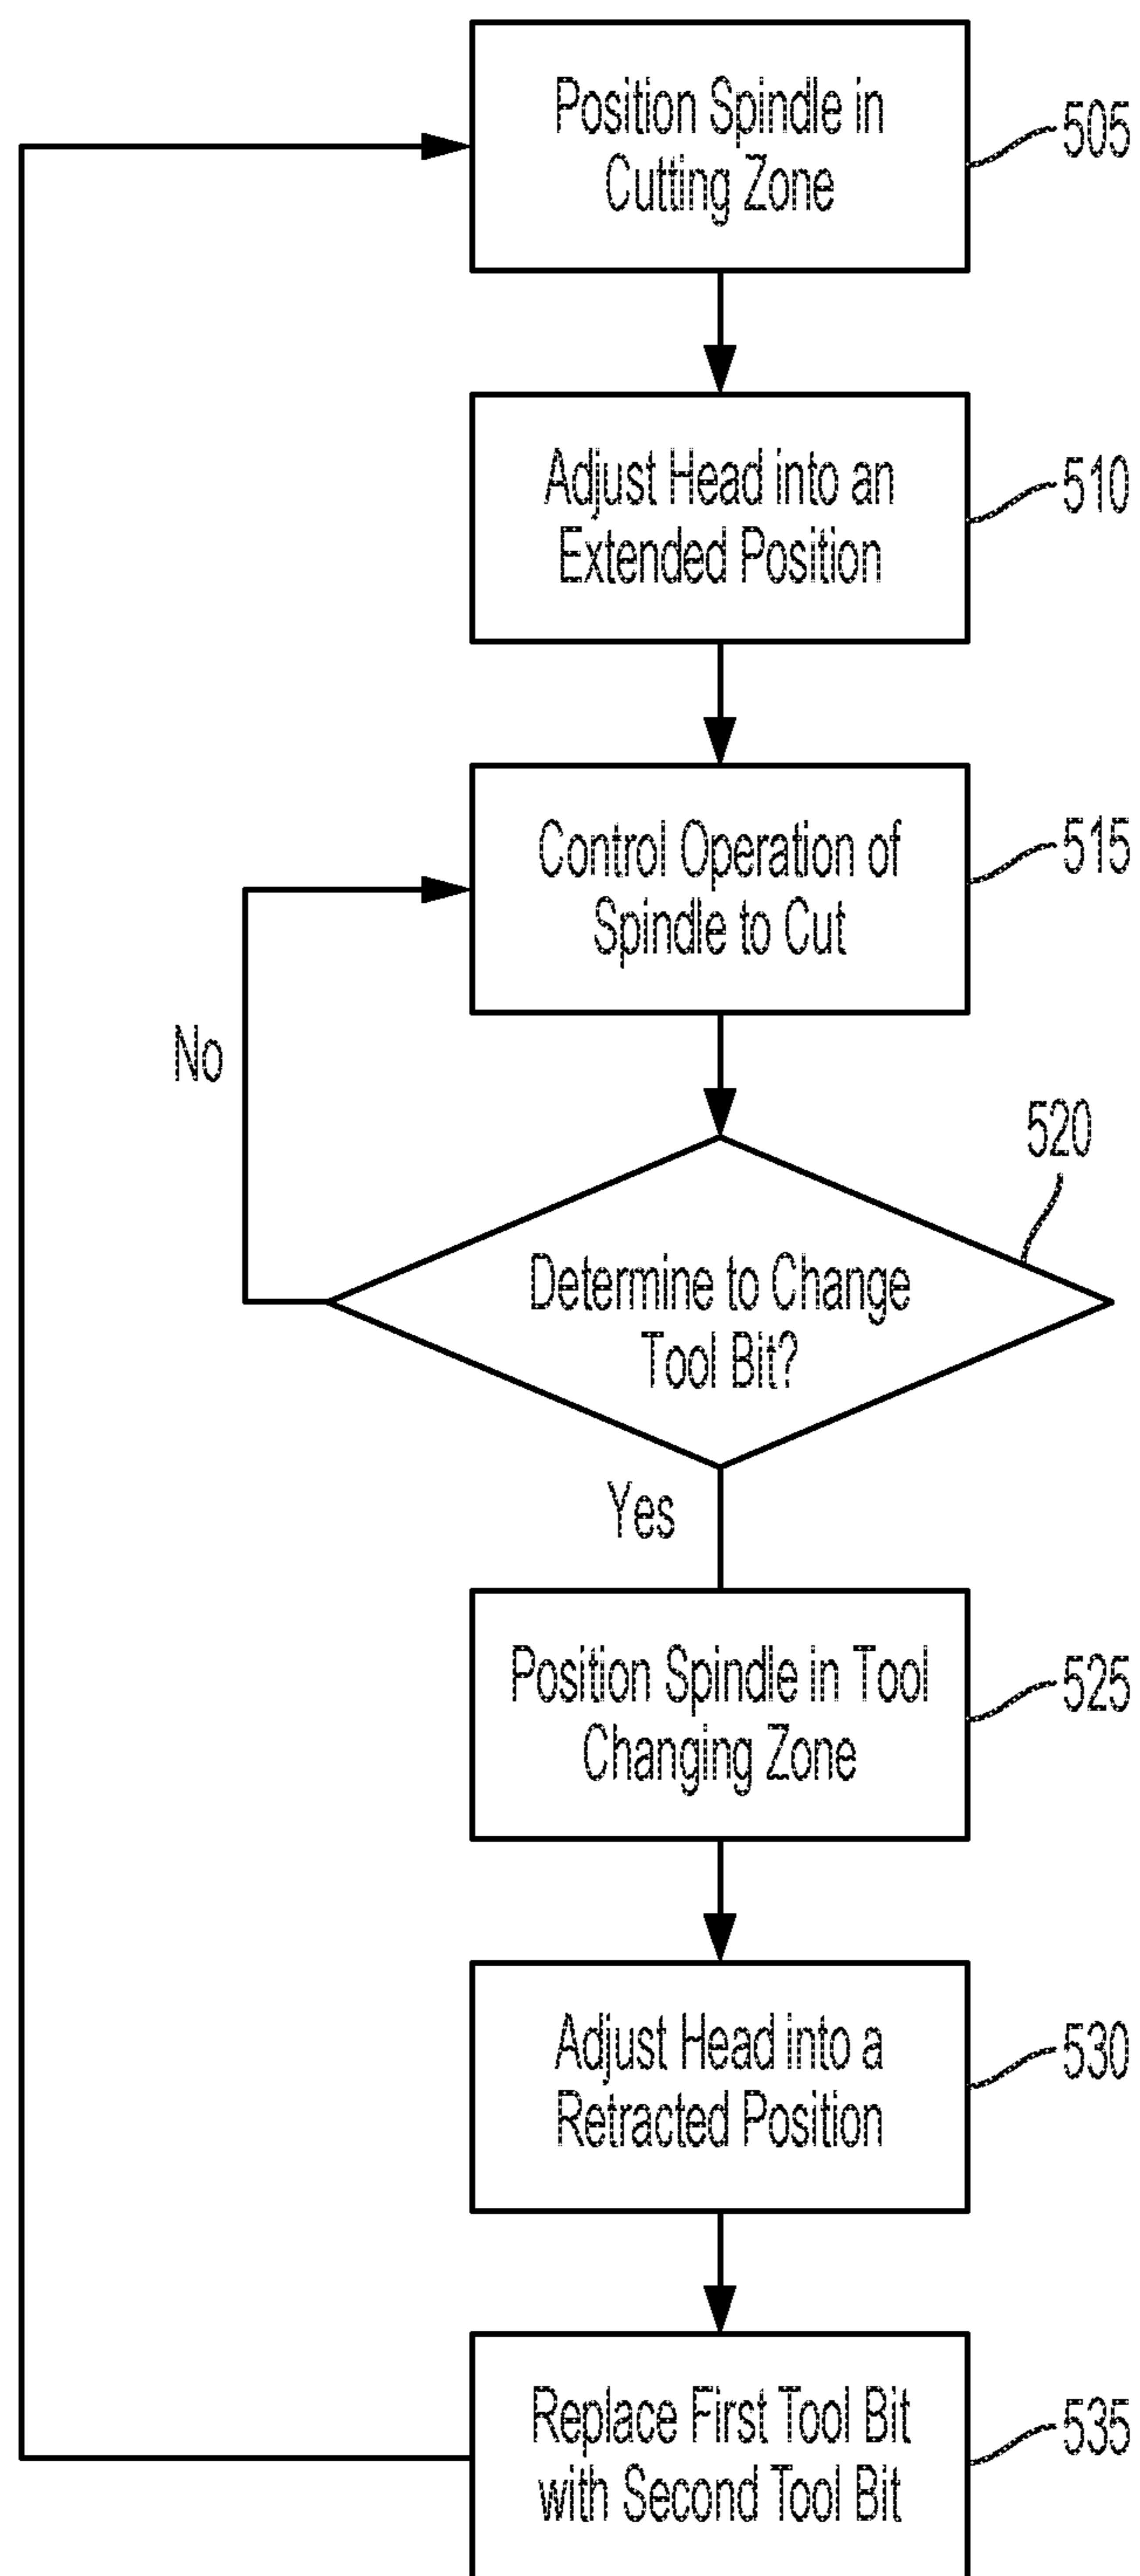 Position Spindle in
Cutting Zone
505
Adjust Head into an
Extended Position
510
Control Operation of
Spindle to Cut
515
No
520
Determine to Change
Tool Bit?
Yes
Position Spindle in Tool
Changing Zone
525
Adjust Head into a
Retracted Position
530
Replace First Tool Bit
with Second Tool Bit
535